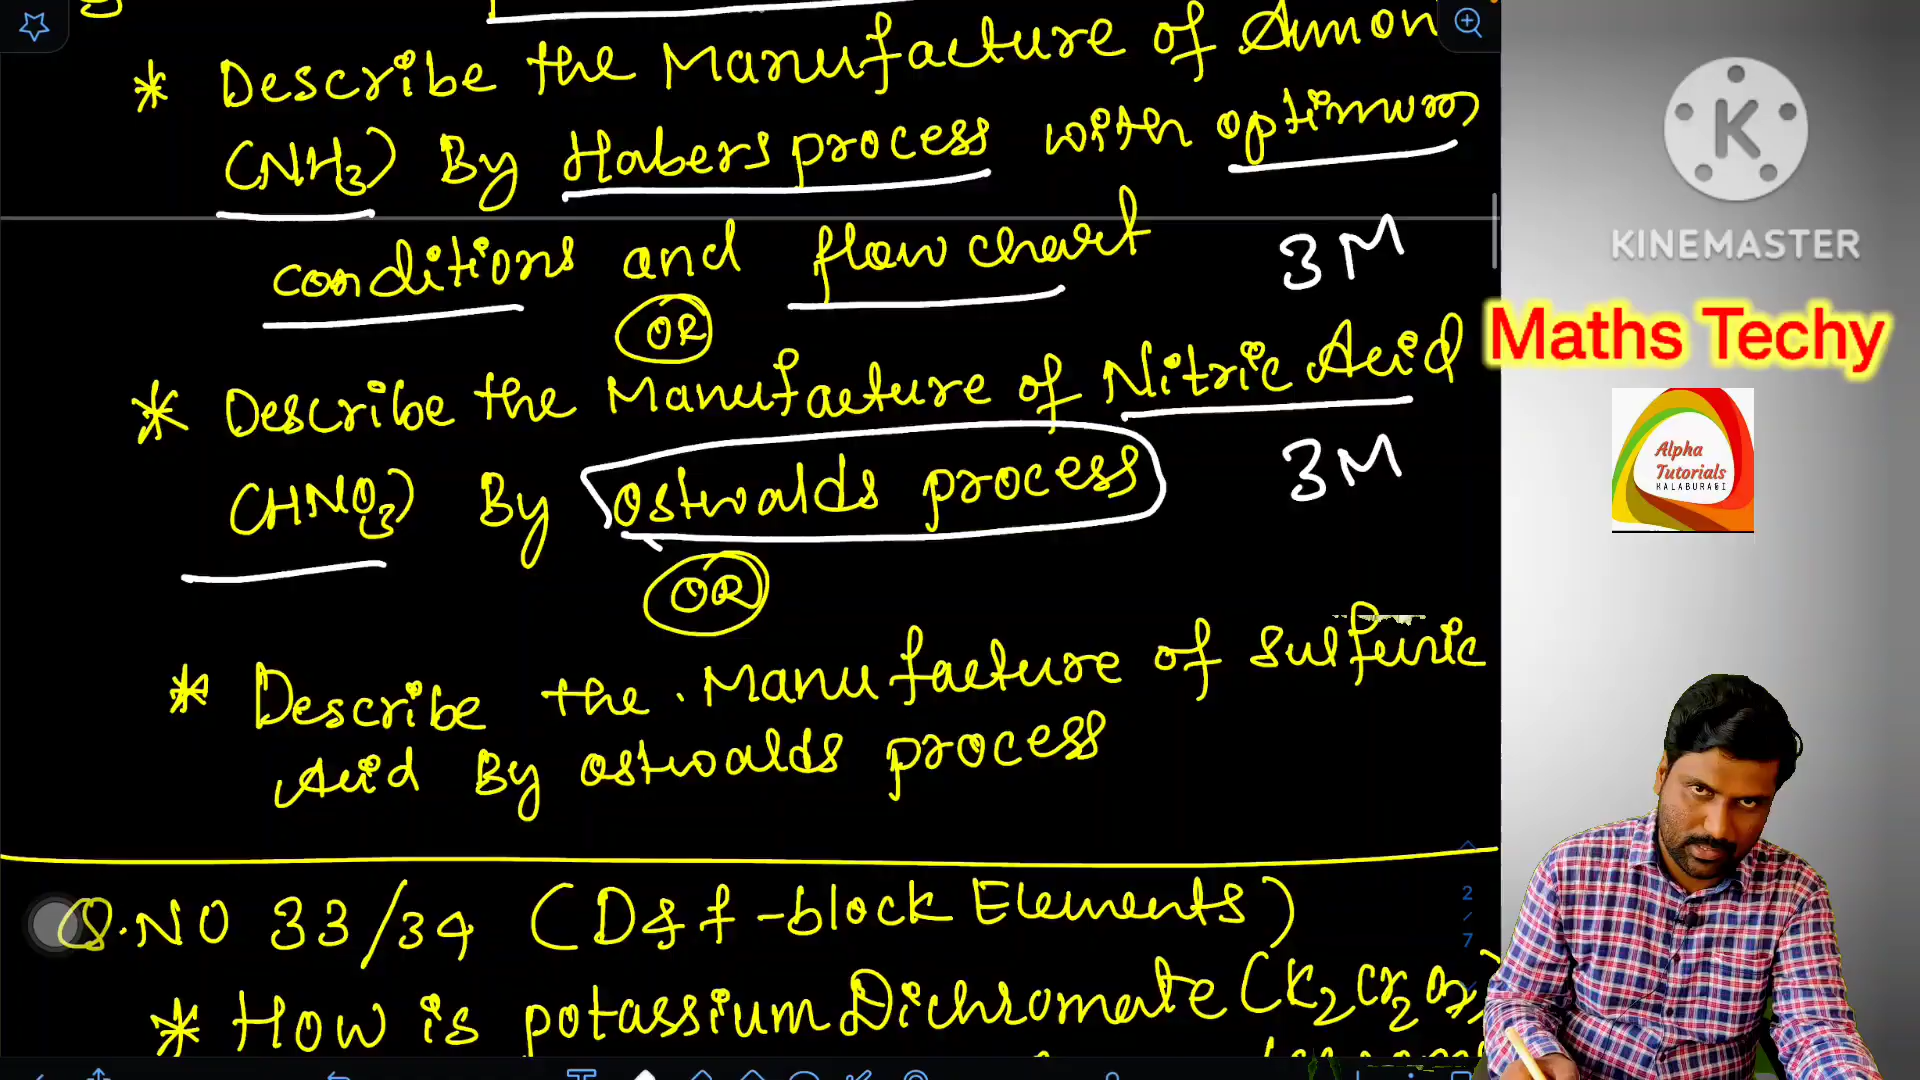 * Describe the Manufacture of Ammon
(NH3) By Habers process with optimum
conditions and flow chart 3M
OR
* Describe the Manufacture of Nitric Acid
(HNO3) By ostwalds process 3M
OR
* Describe the Manufacture of Sulfuric
Acid By ostwalds process
Q.NO 33/34 (D & f-block Elements)
* How is potassium Dichromate (K2Cr2O7)
K
KINEMASTER
Maths Techy
Alpha
Tutorials
KALABURAGI
2
/
7